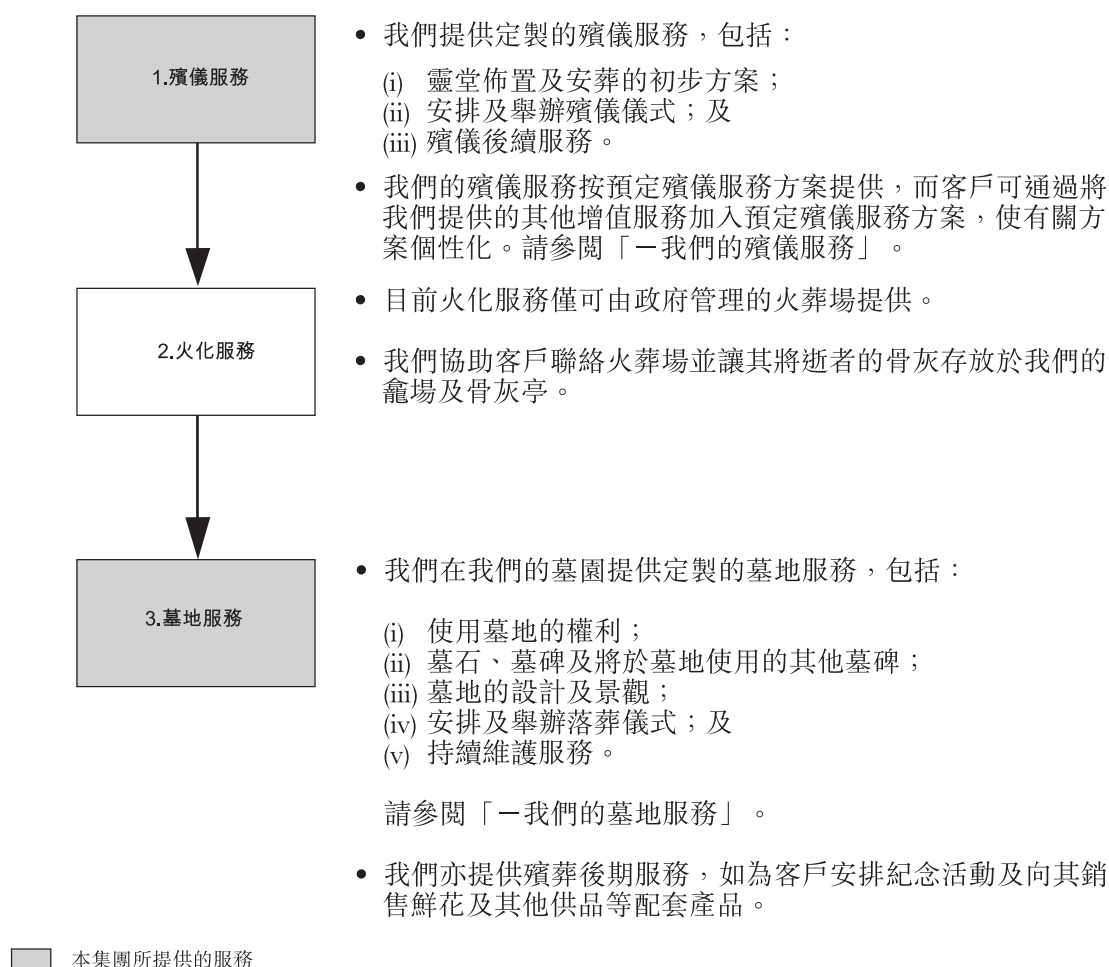 1.殯儀服務
• 我們提供定製的殯儀服務，包括：
(i) 靈堂佈置及安葬的初步方案；
(ii) 安排及舉辦殯儀儀式；及
(iii) 殯儀後續服務。
• 我們的殯儀服務按預定殯儀服務方案提供，而客戶可通過將
我們提供的其他增值服務加入預定殯儀服務方案，使有關方
案個性化。請參閱「－我們的殯儀服務」。
2.火化服務
• 目前火化服務僅可由政府管理的火葬場提供。
• 我們協助客戶聯絡火葬場並讓其將逝者的骨灰存放於我們的
龕場及骨灰亭。
3.墓地服務
• 我們在我們的墓園提供定製的墓地服務，包括：
(i) 使用墓地的權利；
(ii) 墓石、墓碑及將於墓地使用的其他墓碑；
(iii) 墓地的設計及景觀；
(iv) 安排及舉辦落葬儀式；及
(v) 持續維護服務。
請參閱「－我們的墓地服務」。
• 我們亦提供殯葬後期服務，如為客戶安排紀念活動及向其銷
售鮮花及其他供品等配套產品。
本集團所提供的服務